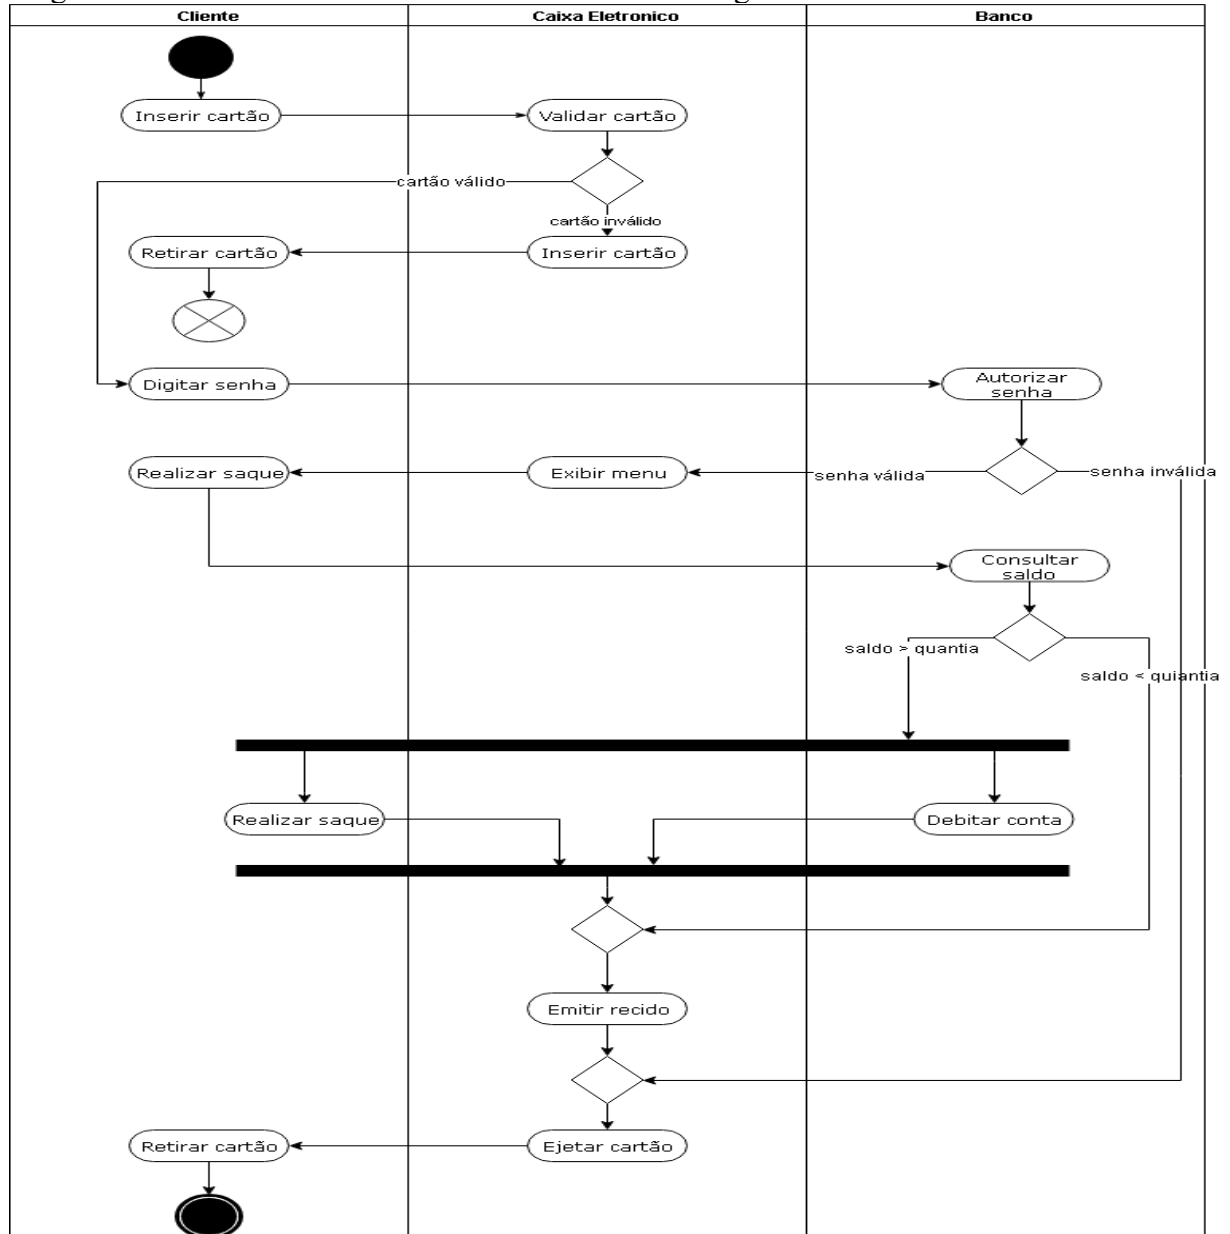 Cliente
Caixa Eletronico
Banco
Inserir cartão
Validar cartão
cartão válido
cartão inválido
Retirar cartão
Inserir cartão
Digitar senha
Autorizar
senha
Realizar saque
Exibir menu
senha válida
senha inválida
Consultar
saldo
saldo > quantia
saldo < quiantia
Realizar saque
Debitar conta
Emitir recido
Retirar cartão
Ejetar cartão